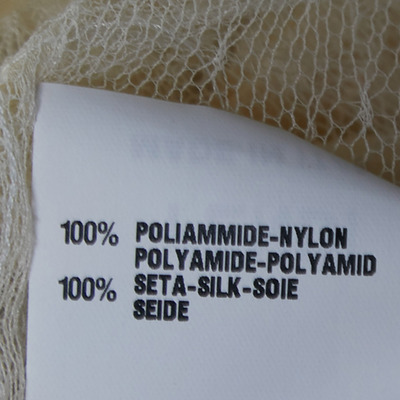 100% POLIAMMIDE-NYLON
POLYAMIDE-POLYAMID
100% SETA-SILK-SOIE
SEIDE